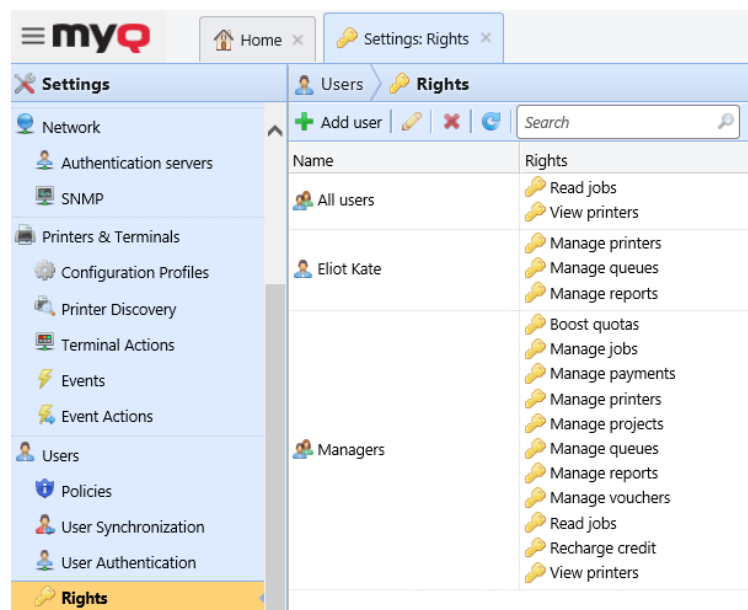 myQ
Home
Settings: Rights
Settings
Users
Rights
Network
Authentication servers
SNMP
Printers & Terminals
Configuration Profiles
Printer Discovery
Terminal Actions
Events
Event Actions
Users
Policies
User Synchronization
User Authentication
Rights
Add user
Search
Name
Rights
All users
Read jobs
View printers
Eliot Kate
Manage printers
Manage queues
Manage reports
Managers
Boost quotas
Manage jobs
Manage payments
Manage printers
Manage projects
Manage queues
Manage reports
Manage vouchers
Read jobs
Recharge credit
View printers